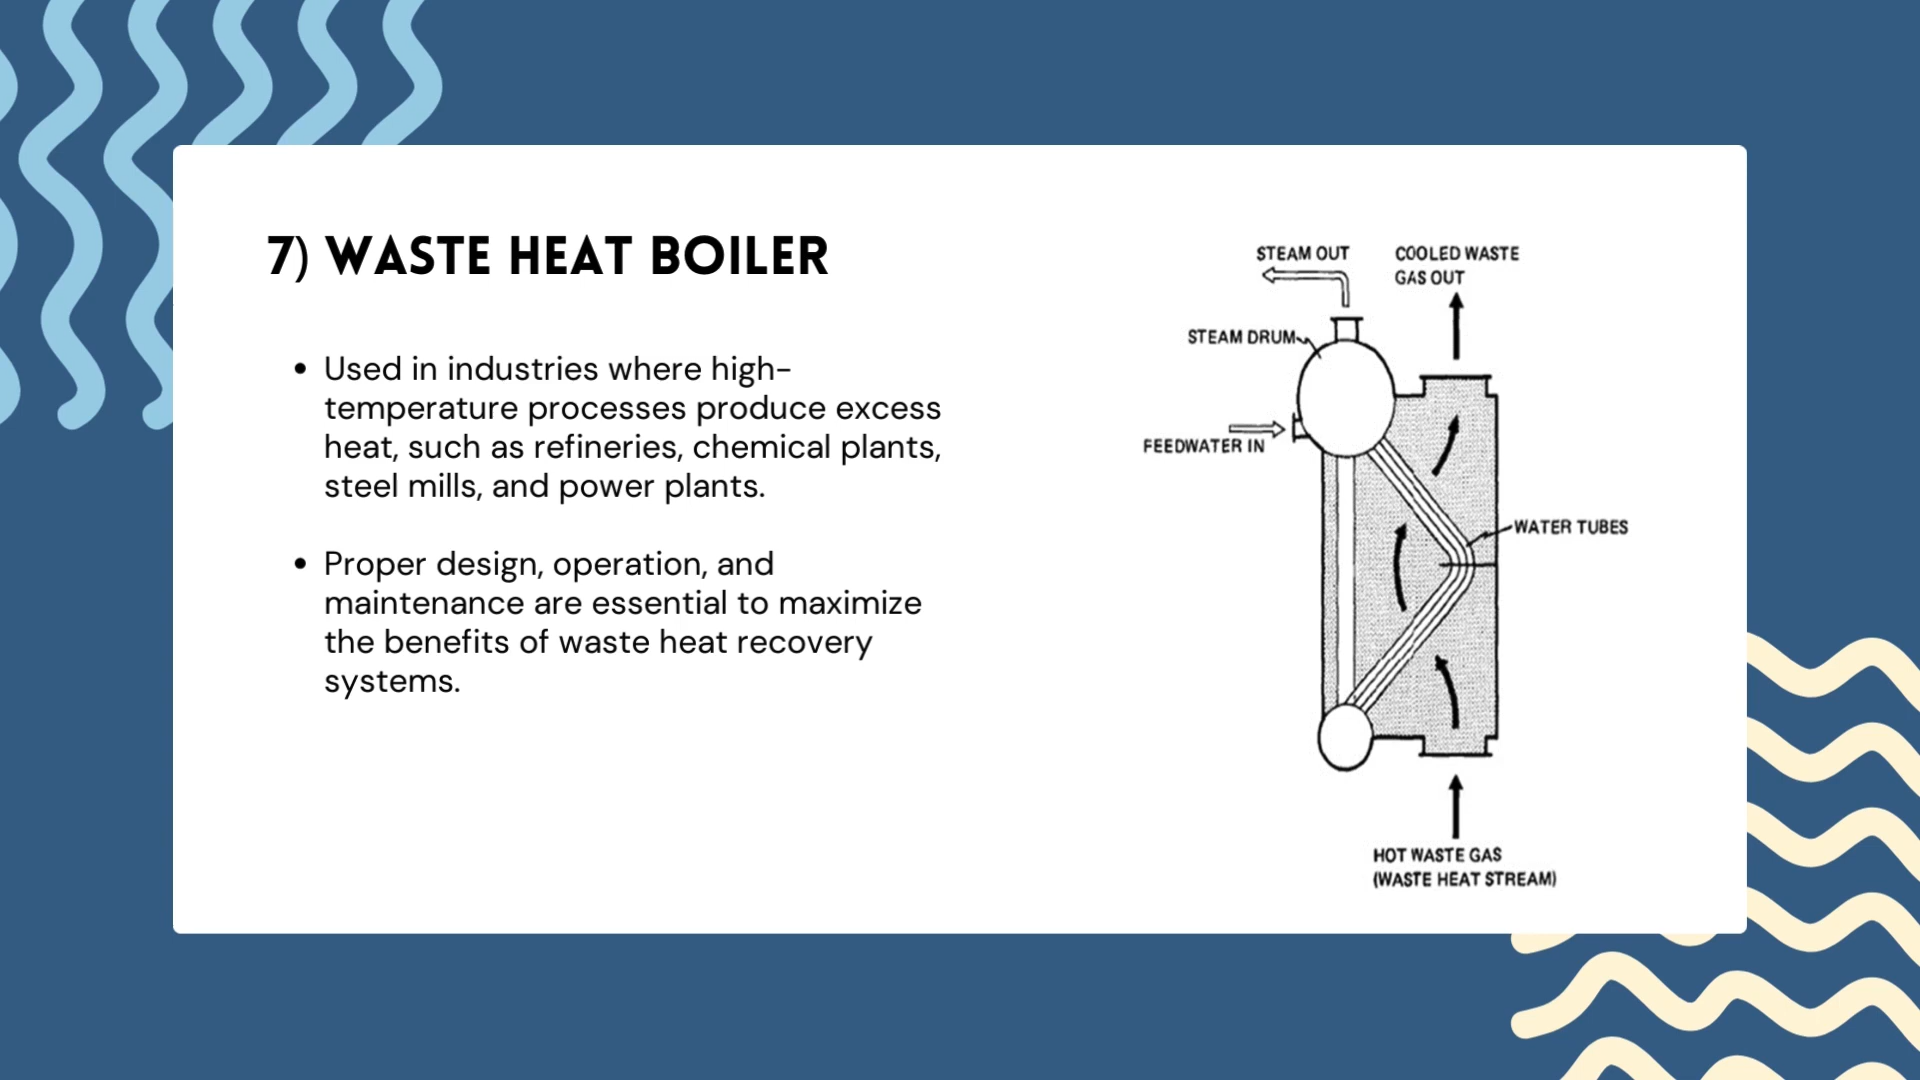 7) WASTE HEAT BOILER
• Used in industries where high-
temperature processes produce excess
heat, such as refineries, chemical plants,
steel mills, and power plants.
• Proper design, operation, and
maintenance are essential to maximize
the benefits of waste heat recovery
systems.
STEAM OUT
COOLED WASTE
GAS OUT
STEAM DRUM
FEEDWATER IN
WATER TUBES
HOT WASTE GAS
(WASTE HEAT STREAM)